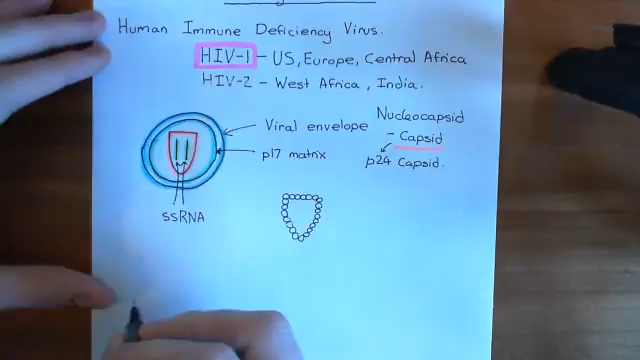 Human Immune Deficiency Virus.
HIV-1 - US, Europe, Central Africa
HIV-2 - West Africa, India.
Nucleocapsid
- Capsid
p24 Capsid.
Viral envelope
p17 matrix
ssRNA